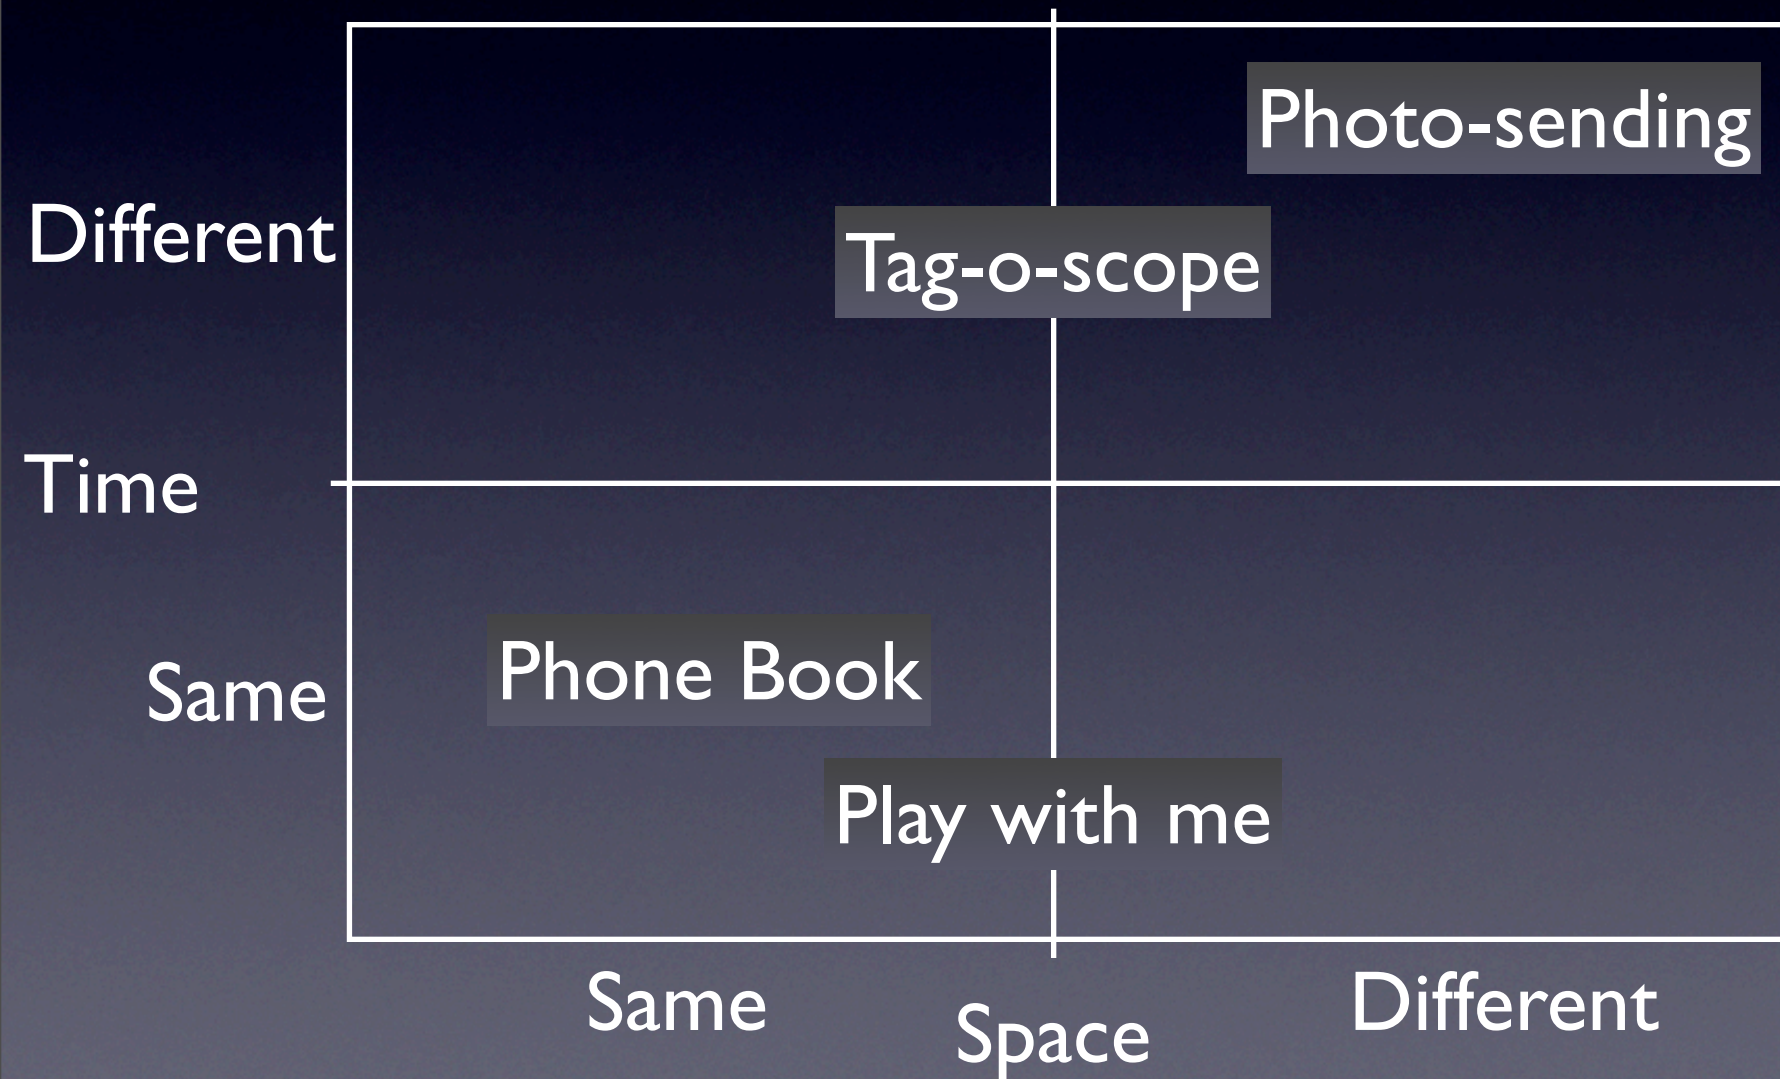 Photo-sending
Different
Tag-o-scope
Time
Phone Book
Same
Play with me
Same
Different
Space